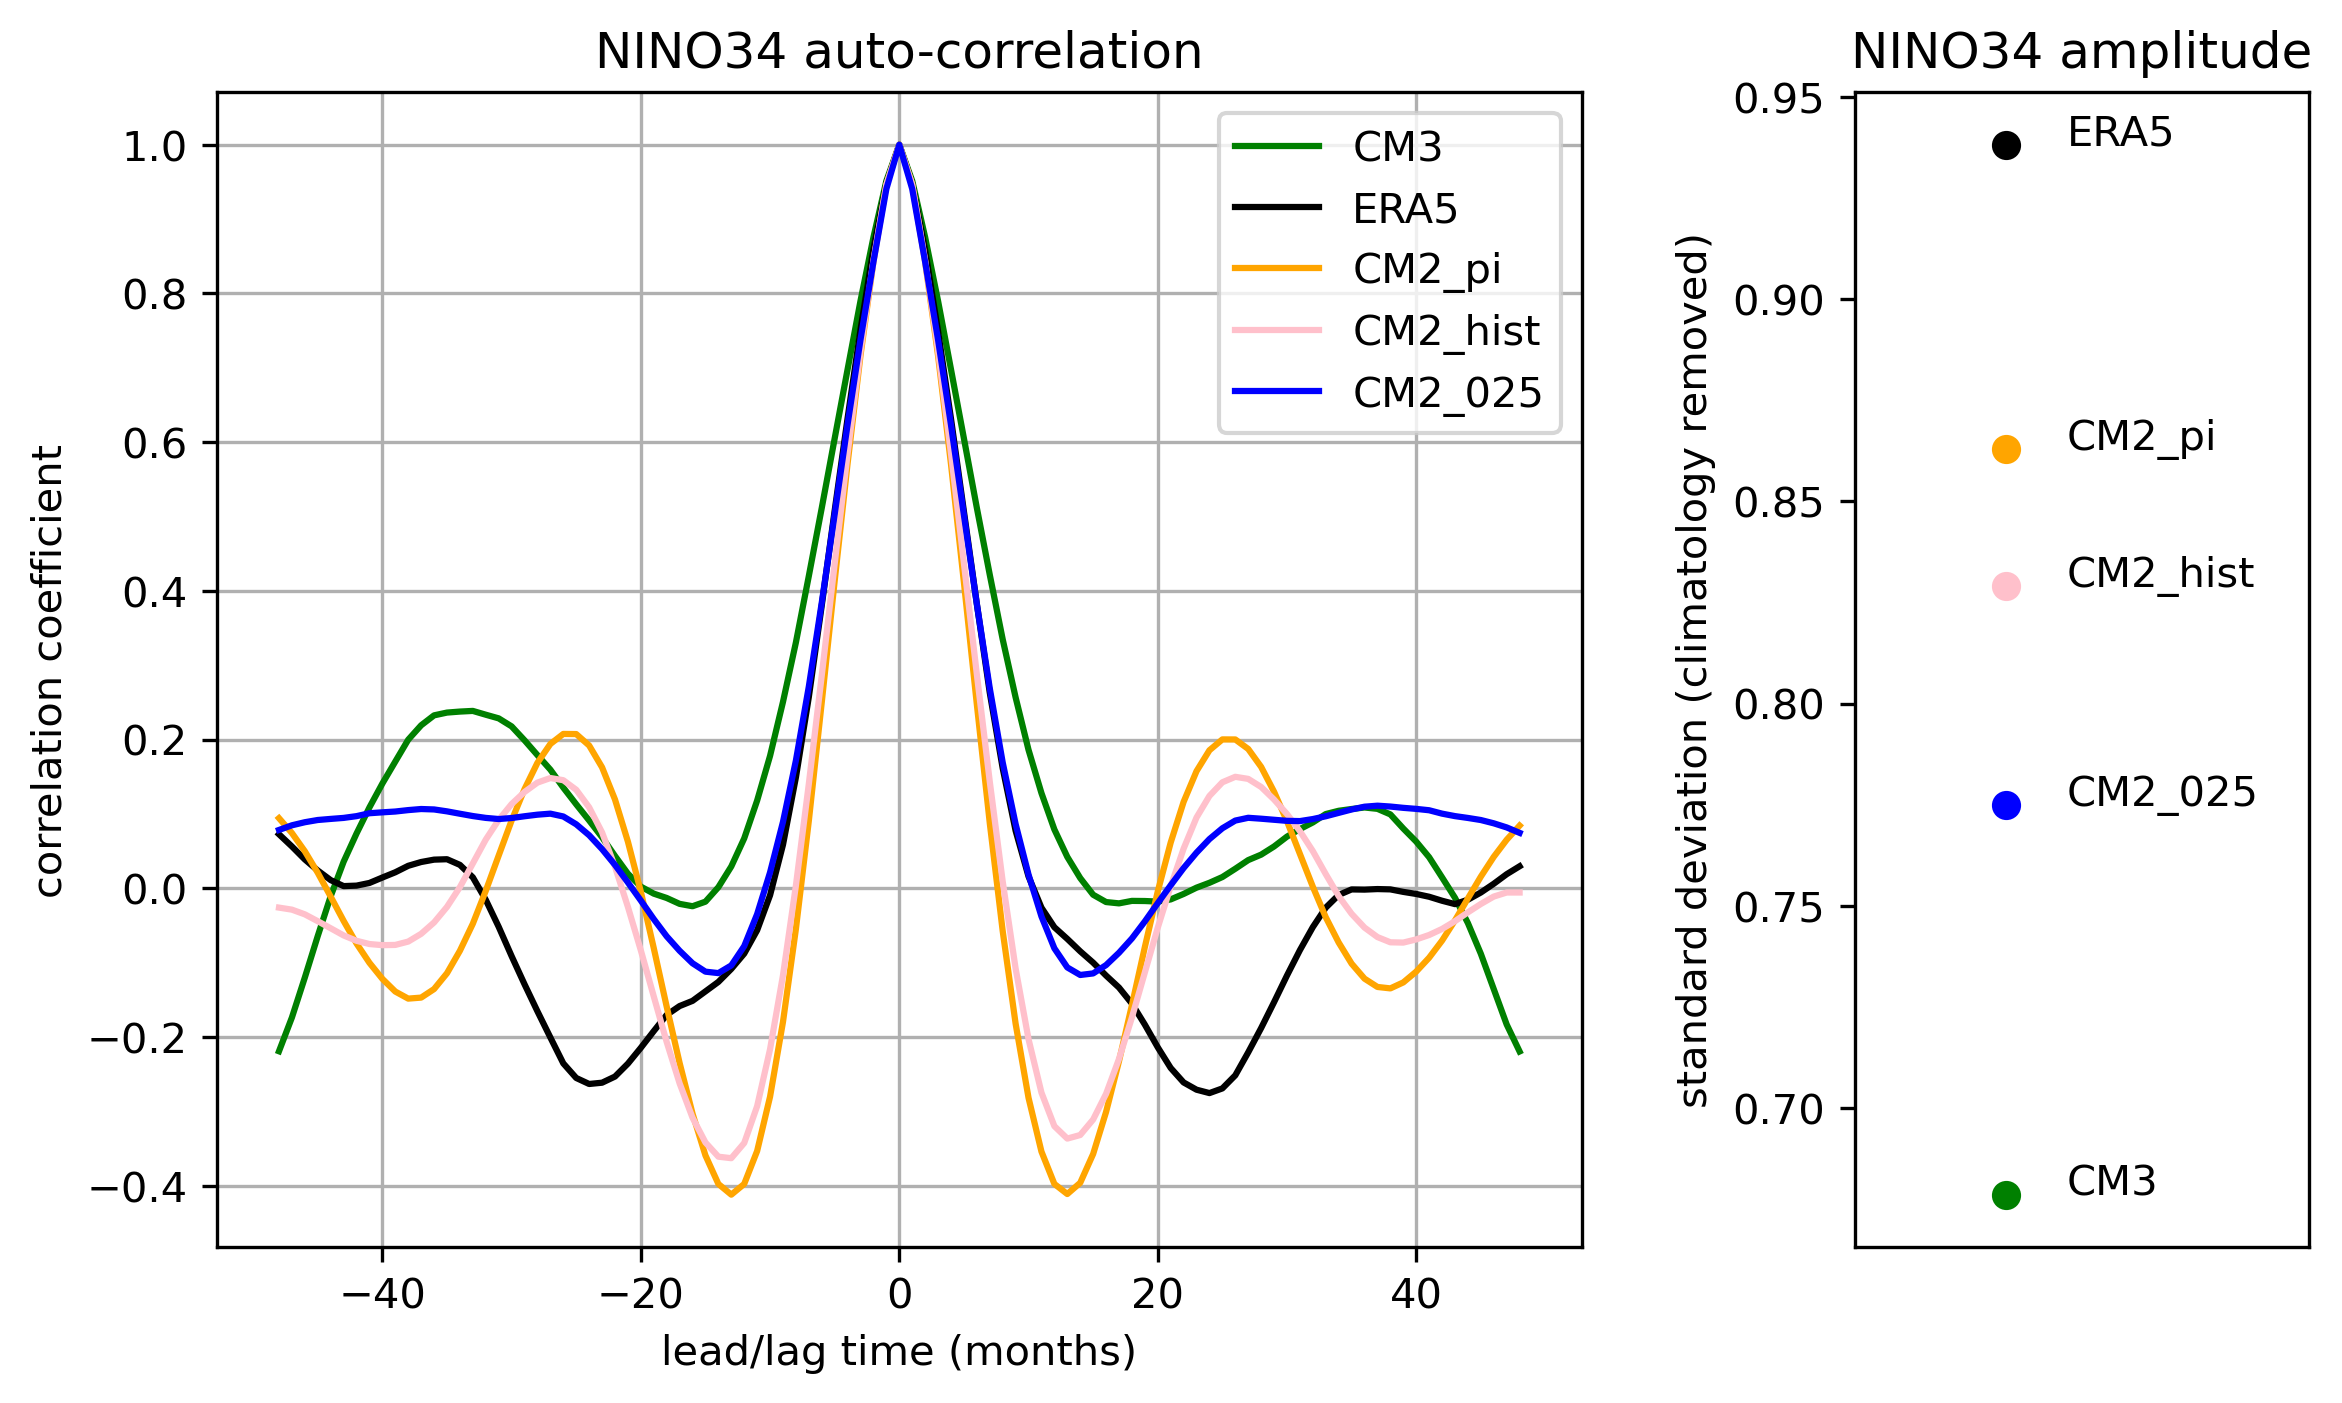 NINO34 auto-correlation
1.0
0.8
0.6
0.4
0.2
0.0
−0.2
−0.4
correlation coefficient
−40
−20
0
20
40
lead/lag time (months)
CM3
ERA5
CM2_pi
CM2_hist
CM2_025
NINO34 amplitude
0.95
0.90
0.85
0.80
0.75
0.70
standard deviation (climatology removed)
ERA5
CM2_pi
CM2_hist
CM2_025
CM3